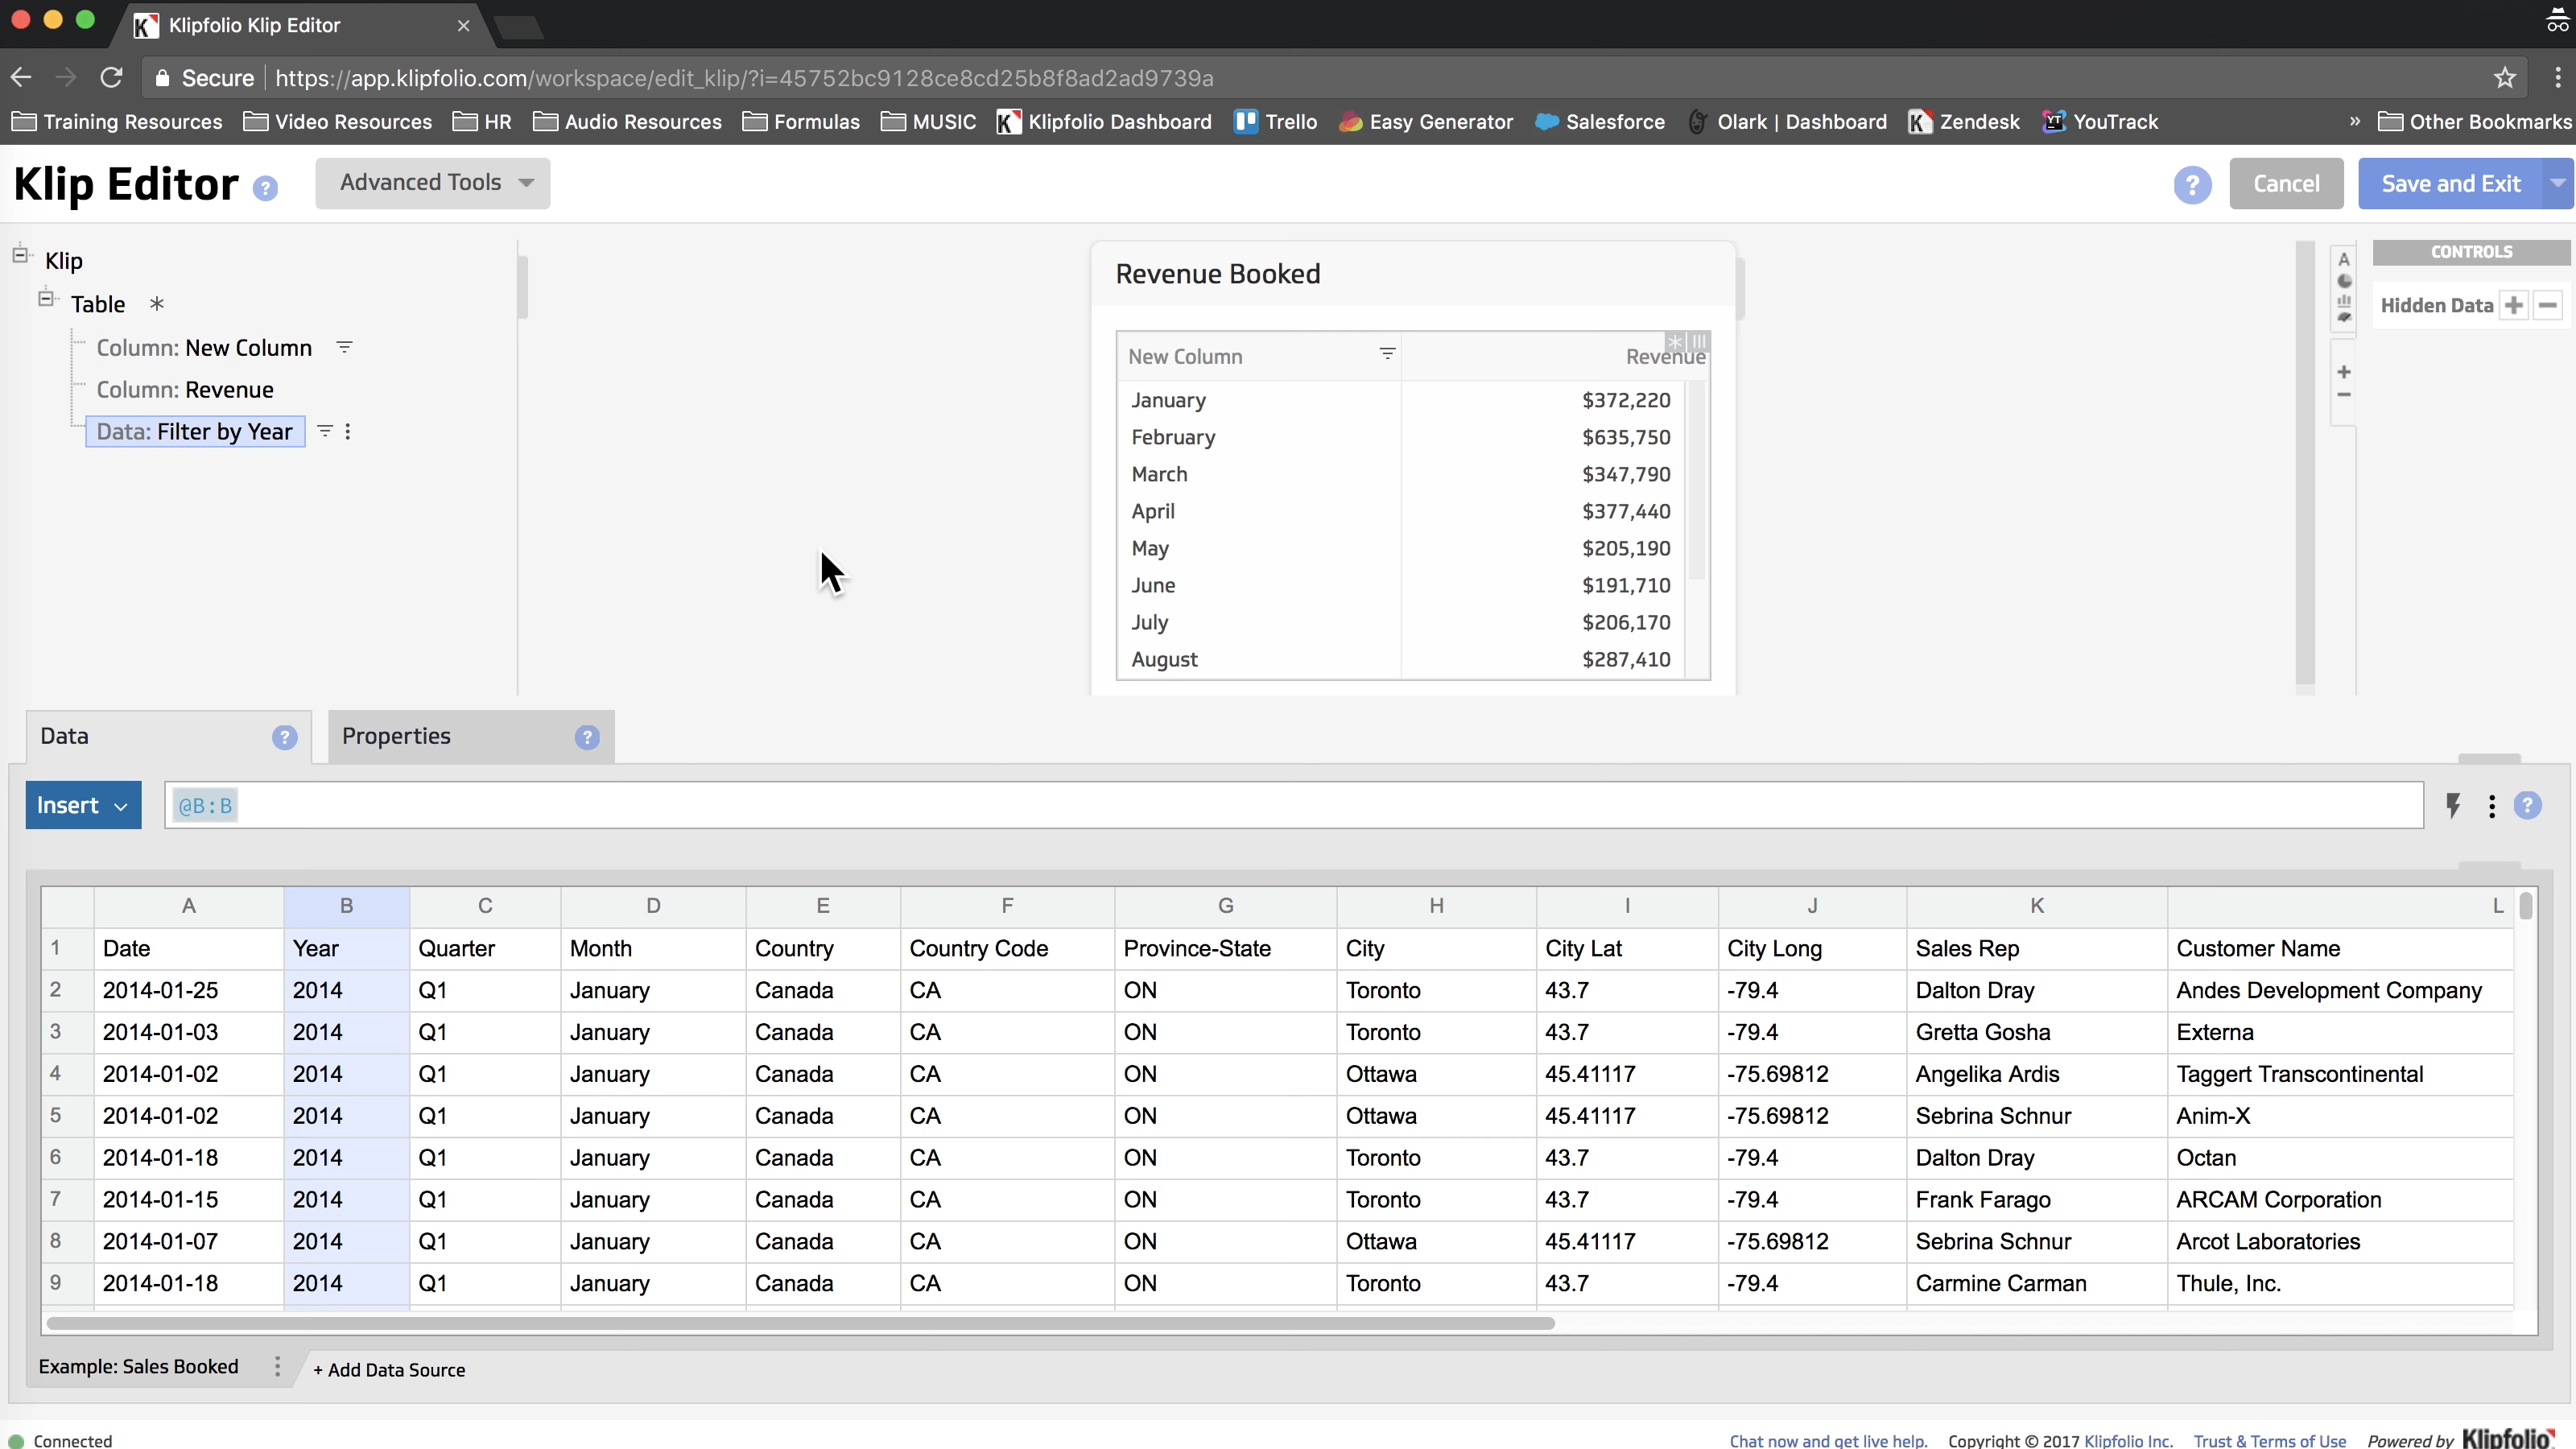 Klipfolio Klip Editor
Secure https://app.klipfolio.com/workspace/edit_klip/?i=45752bc9128ce8cd25b8f8ad2ad9739a
Training Resources Video Resources HR Audio Resources Formulas MUSIC Klipfolio Dashboard Trello Easy Generator Salesforce Olark | Dashboard Zendesk YouTrack » Other Bookmarks
Klip Editor ? Advanced Tools ? Cancel Save and Exit
Klip
Table *
Column: New Column
Column: Revenue
Data: Filter by Year
Revenue Booked
New Column Revenue
January $372,220
February $635,750
March $347,790
April $377,440
May $205,190
June $191,710
July $206,170
August $287,410
A
CONTROLS
Hidden Data + −
Data ? Properties ?
Insert @B:B ?
A B C D E F G H I J K L
1 Date Year Quarter Month Country Country Code Province-State City City Lat City Long Sales Rep Customer Name
2 2014-01-25 2014 Q1 January Canada CA ON Toronto 43.7 -79.4 Dalton Dray Andes Development Company
3 2014-01-03 2014 Q1 January Canada CA ON Toronto 43.7 -79.4 Gretta Gosha Externa
4 2014-01-02 2014 Q1 January Canada CA ON Ottawa 45.41117 -75.69812 Angelika Ardis Taggert Transcontinental
5 2014-01-02 2014 Q1 January Canada CA ON Ottawa 45.41117 -75.69812 Sebrina Schnur Anim-X
6 2014-01-18 2014 Q1 January Canada CA ON Toronto 43.7 -79.4 Dalton Dray Octan
7 2014-01-15 2014 Q1 January Canada CA ON Toronto 43.7 -79.4 Frank Farago ARCAM Corporation
8 2014-01-07 2014 Q1 January Canada CA ON Ottawa 45.41117 -75.69812 Sebrina Schnur Arcot Laboratories
9 2014-01-18 2014 Q1 January Canada CA ON Toronto 43.7 -79.4 Carmine Carman Thule, Inc.
Example: Sales Booked + Add Data Source
Connected Chat now and get live help. Copyright © 2017 Klipfolio Inc. Trust & Terms of Use Powered by Klipfolio